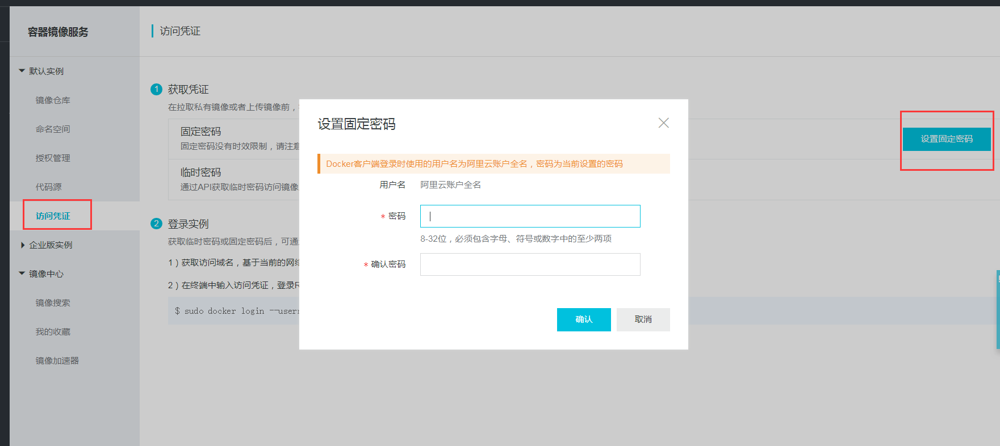 容器镜像服务
访问凭证
默认实例
镜像仓库
命名空间
授权管理
代码源
访问凭证
企业版实例
镜像中心
镜像搜索
我的收藏
镜像加速器
1 获取凭证
在拉取私有镜像或者上传镜像前，
固定密码
固定密码没有时效限制，请注意
设置固定密码
临时密码
通过API获取临时密码访问镜像
2 登录实例
获取临时密码或固定密码后，可通
1）获取访问域名，基于当前的网络
2）在终端中输入访问凭证，登录R
$ sudo docker login --user
设置固定密码
Docker客户端登录时使用的用户名为阿里云账户全名，密码为当前设置的密码
用户名 阿里云账户全名
* 密码
8-32位，必须包含字母、符号或数字中的至少两项
* 确认密码
确认 取消